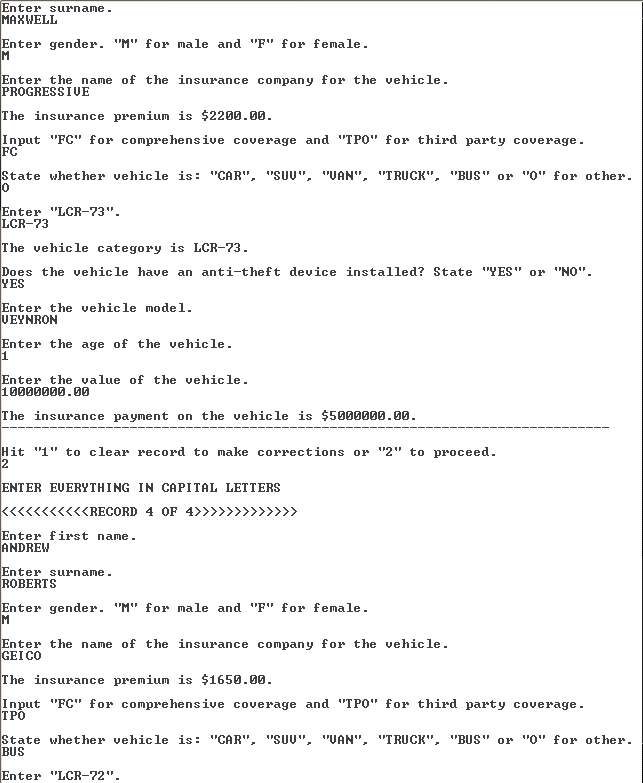 Enter surname.
MAXWELL
Enter gender. "M" for male and "F" for female.
M
Enter the name of the insurance company for the vehicle.
PROGRESSIVE
The insurance premium is $2200.00.
Input "FC" for comprehensive coverage and "TPO" for third party coverage.
FC
State whether vehicle is: "CAR", "SUV", "VAN", "TRUCK", "BUS" or "O" for other.
O
Enter "LCR-73".
LCR-73
The vehicle category is LCR-73.
Does the vehicle have an anti-theft device installed? State "YES" or "NO".
YES
Enter the vehicle model.
VEYNRON
Enter the age of the vehicle.
1
Enter the value of the vehicle.
10000000.00
The insurance payment on the vehicle is $5000000.00.
----------------------------------------------------------------------------
Hit "1" to clear record to make corrections or "2" to proceed.
2
ENTER EVERYTHING IN CAPITAL LETTERS
<<<<<<<<<<<RECORD 4 OF 4>>>>>>>>>>>>>
Enter first name.
ANDREW
Enter surname.
ROBERTS
Enter gender. "M" for male and "F" for female.
M
Enter the name of the insurance company for the vehicle.
GEICO
The insurance premium is $1650.00.
Input "FC" for comprehensive coverage and "TPO" for third party coverage.
TPO
State whether vehicle is: "CAR", "SUV", "VAN", "TRUCK", "BUS" or "O" for other.
BUS
Enter "LCR-72".